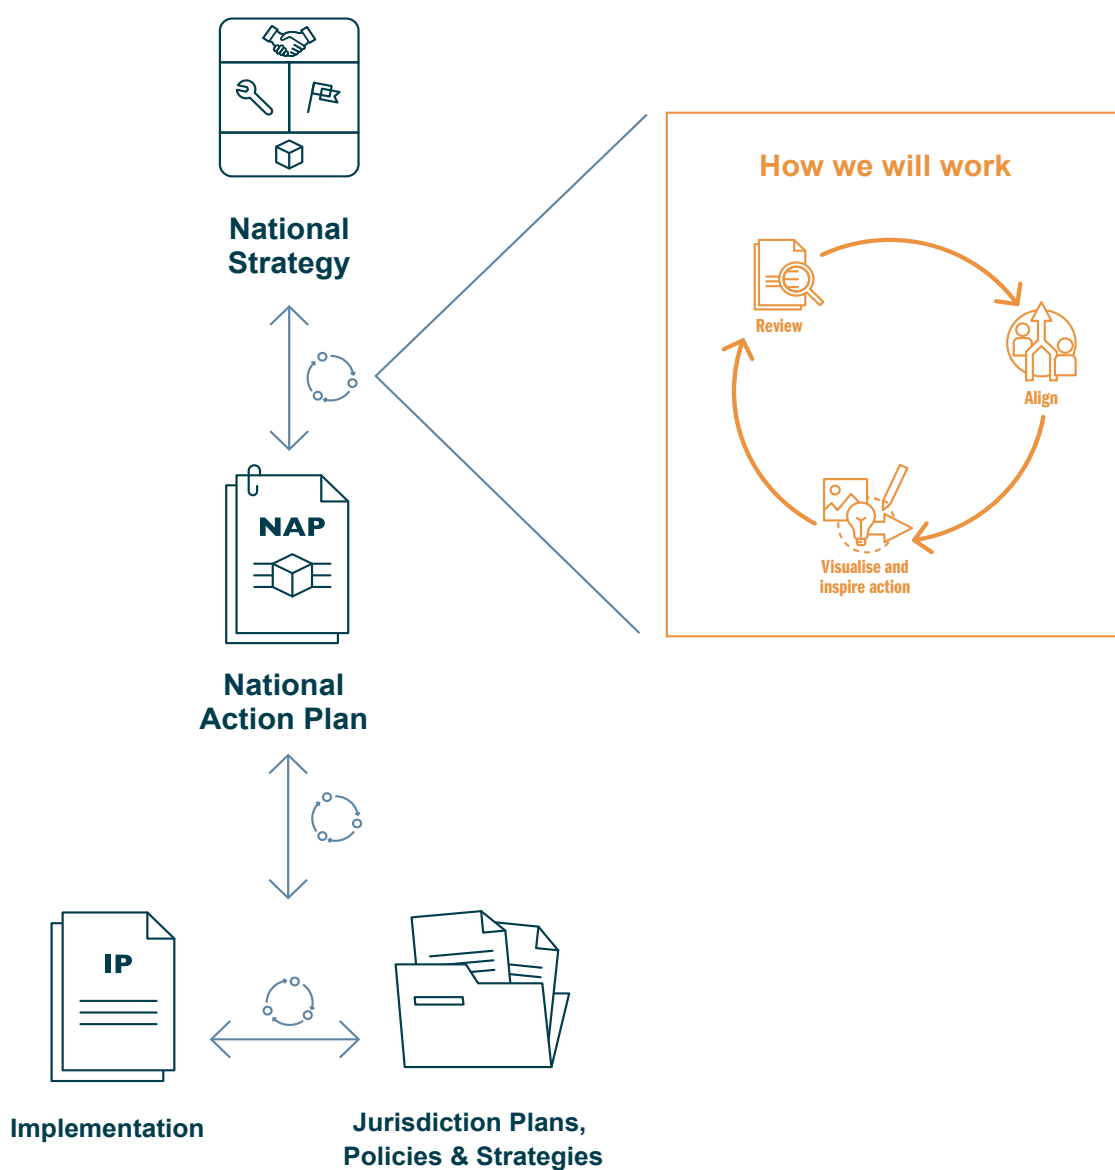 National
Strategy
How we will work
Review
Align
Visualise and
inspire action
NAP
National
Action Plan
IP
Implementation
Jurisdiction Plans,
Policies & Strategies